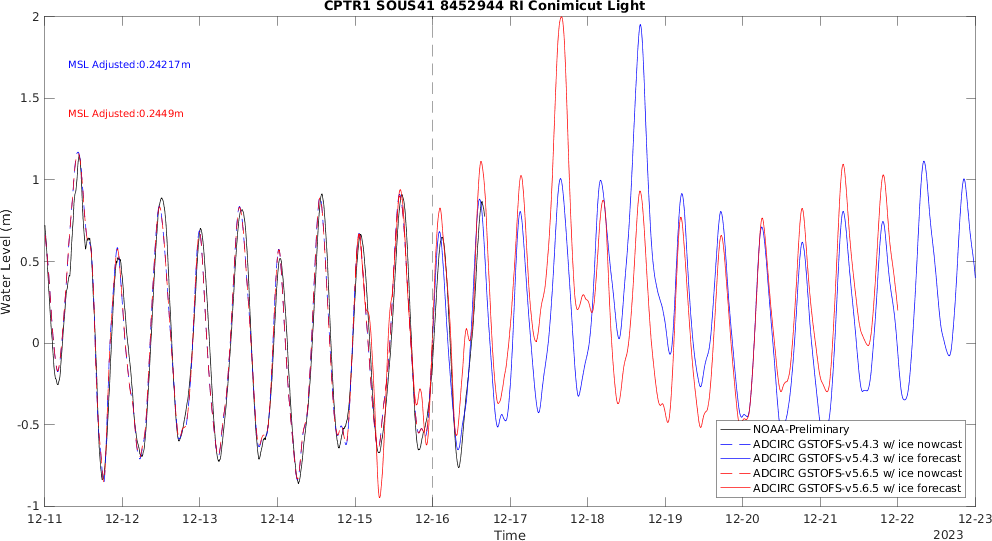 CPTR1 SOUS41 8452944 RI Conimicut Light
MSL Adjusted:0.24217m
MSL Adjusted:0.2449m
Water Level (m)
2
1.5
1
0.5
0
-0.5
-1
NOAA-Preliminary
ADCIRC GSTOFS-v5.4.3 w/ ice nowcast
ADCIRC GSTOFS-v5.4.3 w/ ice forecast
ADCIRC GSTOFS-v5.6.5 w/ ice nowcast
ADCIRC GSTOFS-v5.6.5 w/ ice forecast
12-11 12-12 12-13 12-14 12-15 12-16 12-17 12-18 12-19 12-20 12-21 12-22 12-23
Time
2023